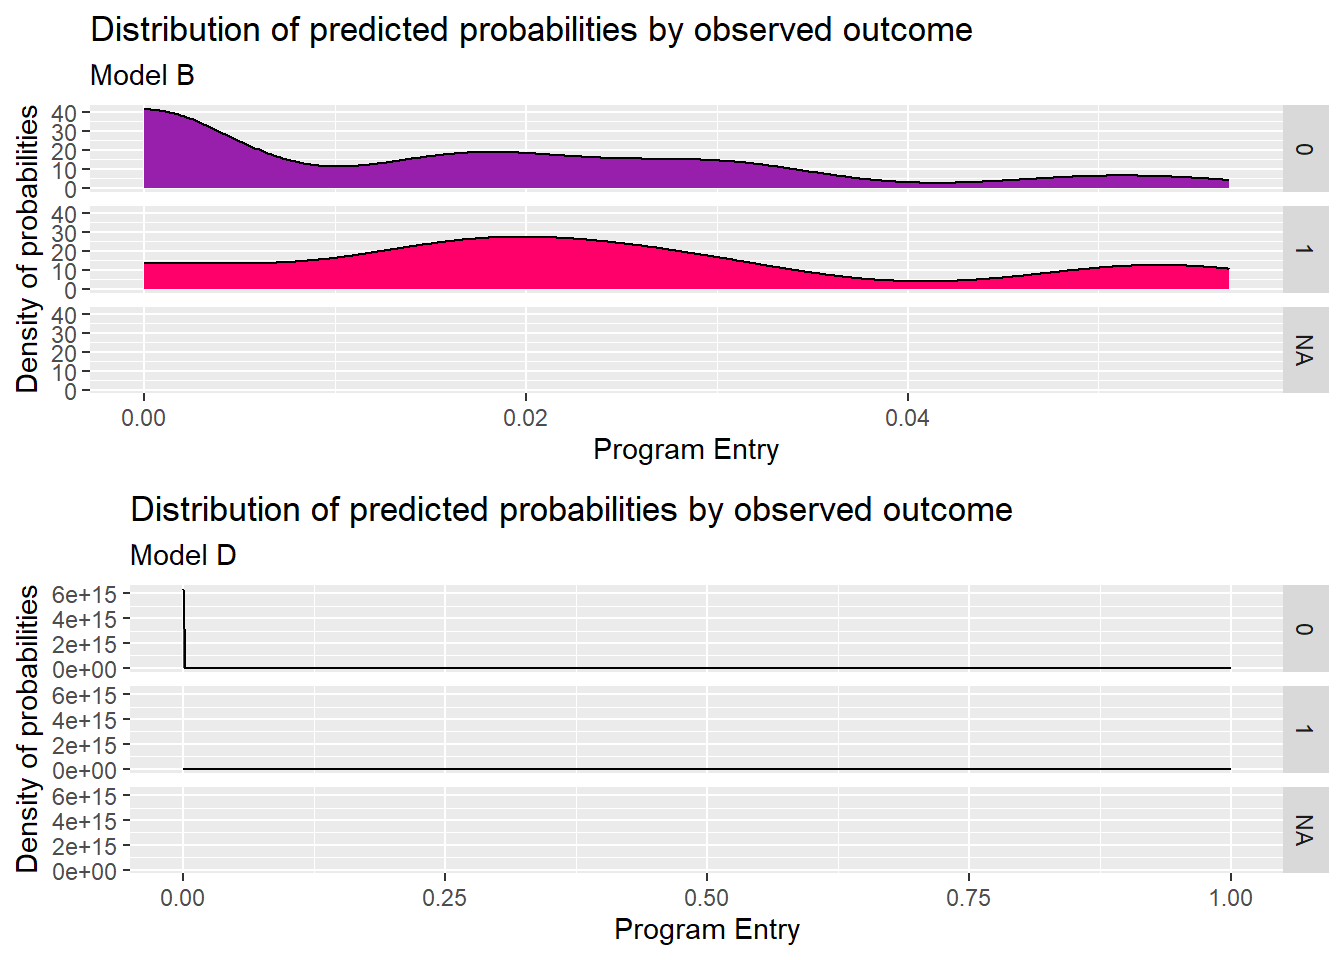 Distribution of predicted probabilities by observed outcome
Model B
Density of probabilities
40
30
20
10
0
0
40
30
20
10
0
1
40
30
20
10
0
NA
0.00 0.02 0.04
Program Entry
Distribution of predicted probabilities by observed outcome
Model D
Density of probabilities
6e+15
4e+15
2e+15
0e+00
0
6e+15
4e+15
2e+15
0e+00
1
6e+15
4e+15
2e+15
0e+00
NA
0.00 0.25 0.50 0.75 1.00
Program Entry